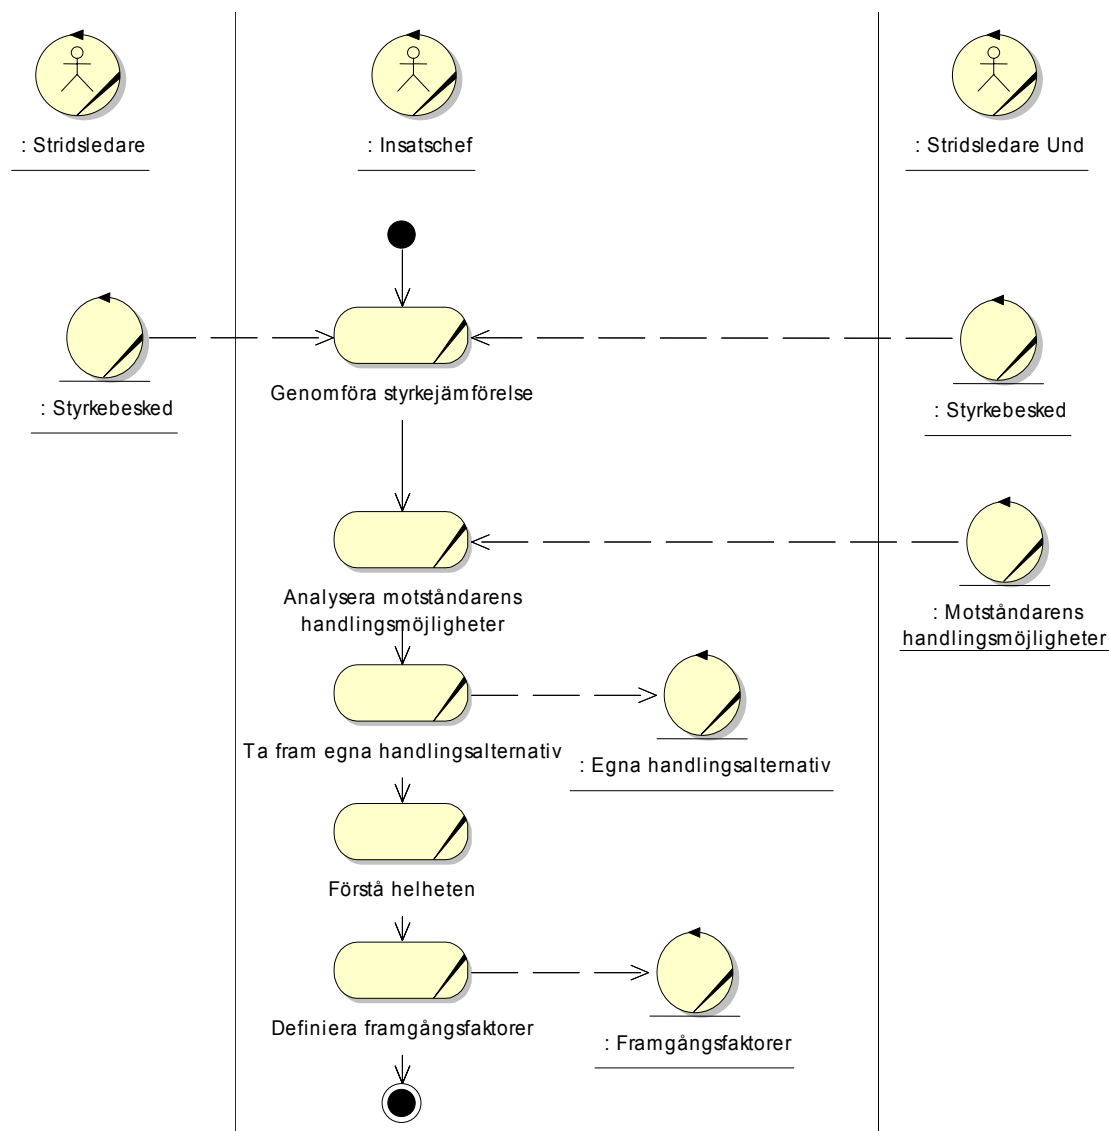 : Stridsledare
: Insatschef
: Stridsledare Und
Genomföra styrkejämförelse
: Styrkebesked
: Styrkebesked
Analysera motståndarens
handlingsmöjligheter
: Motståndarens
handlingsmöjligheter
Ta fram egna handlingsalternativ
: Egna handlingsalternativ
Förstå helheten
Definiera framgångsfaktorer
: Framgångsfaktorer